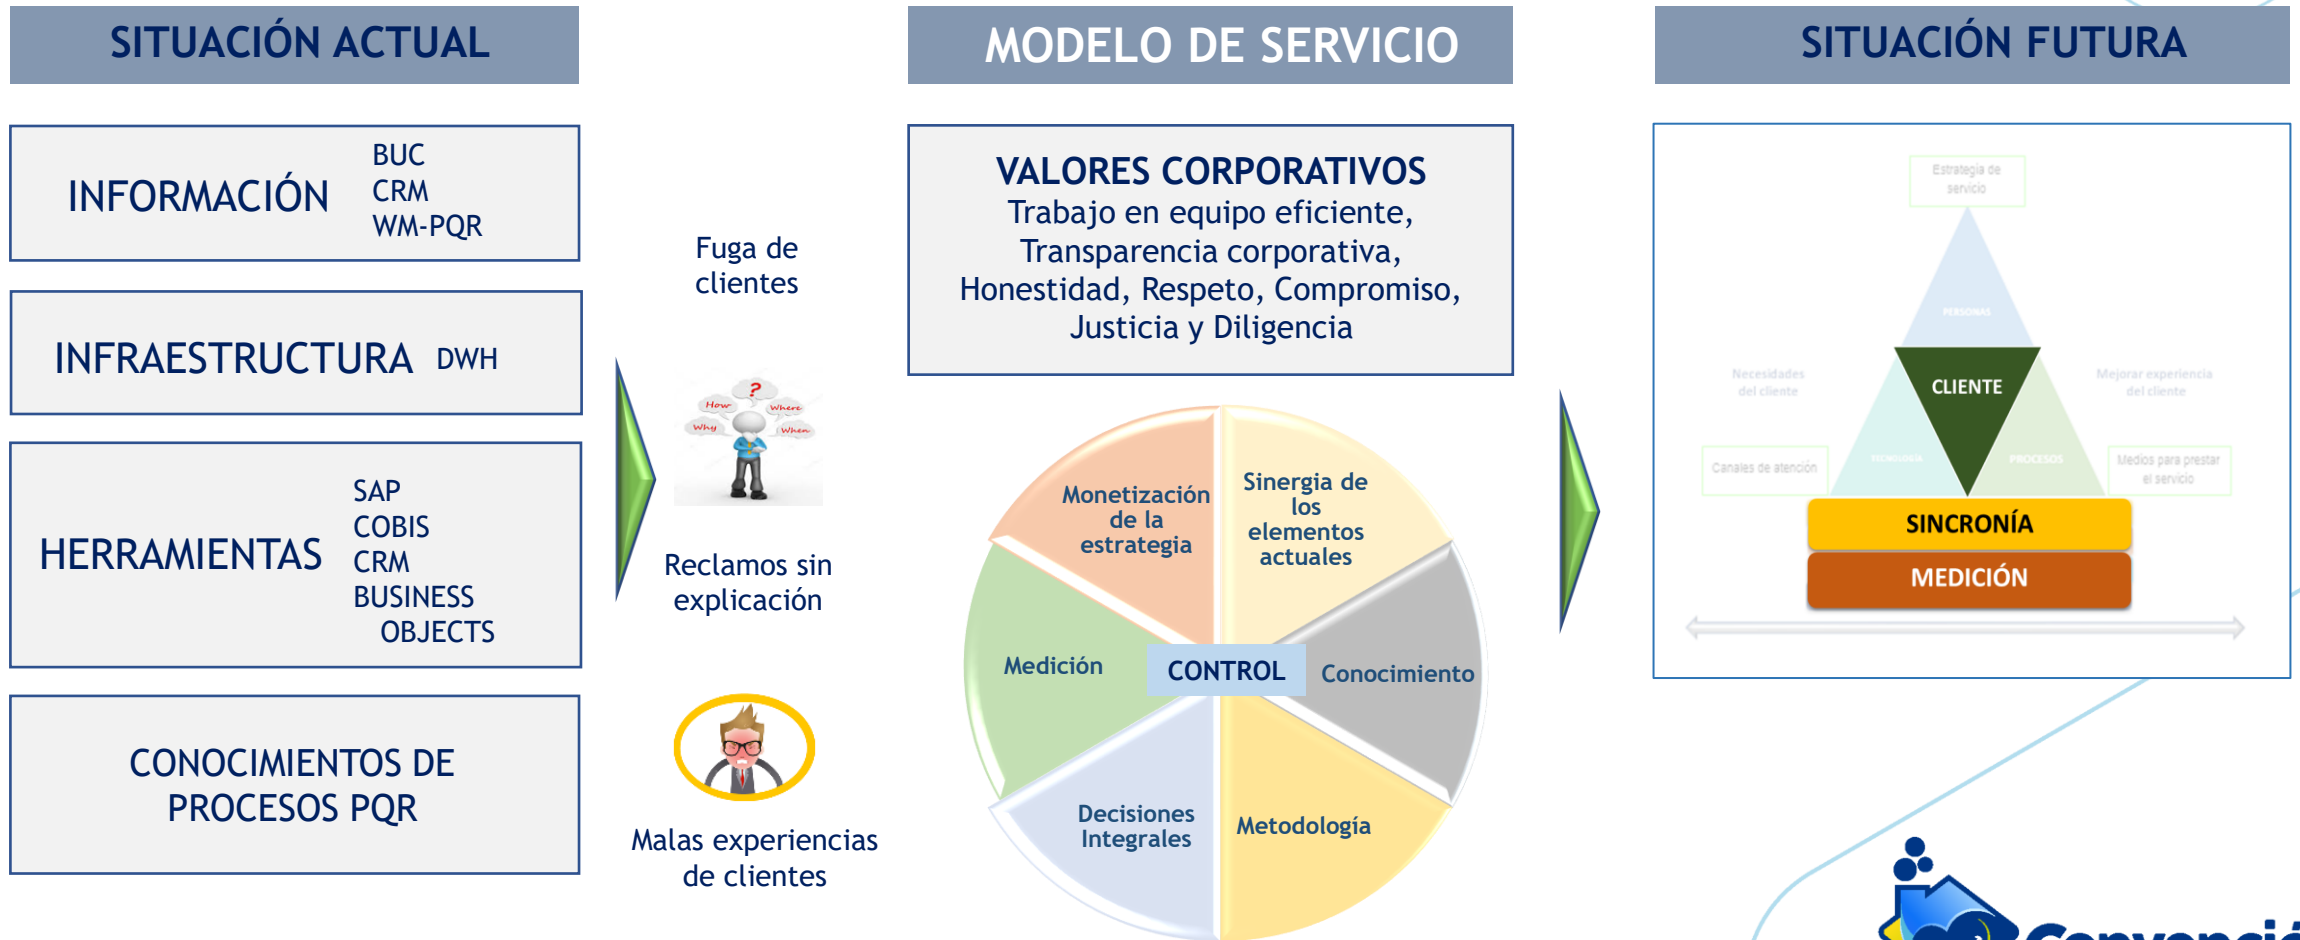 SITUACIÓN ACTUAL
INFORMACIÓN
BUC
CRM
WM-PQR
INFRAESTRUCTURA DWH
HERRAMIENTAS
SAP
COBIS
CRM
BUSINESS
OBJECTS
CONOCIMIENTOS DE
PROCESOS PQR
Fuga de
clientes
?
How
Where
Why
When
Reclamos sin
explicación
Malas experiencias
de clientes
MODELO DE SERVICIO
VALORES CORPORATIVOS
Trabajo en equipo eficiente,
Transparencia corporativa,
Honestidad, Respeto, Compromiso,
Justicia y Diligencia
Monetización
de la
estrategia
Sinergia de
los
elementos
actuales
Medición
CONTROL
Conocimiento
Decisiones
Integrales
Metodología
SITUACIÓN FUTURA
Estrategia de
servicio
PERSONAS
Necesidades
del cliente
CLIENTE
Mejorar experiencia
del cliente
Canales de atención
TECNOLOGÍA
PROCESOS
Medios para prestar
el servicio
SINCRONÍA
MEDICIÓN